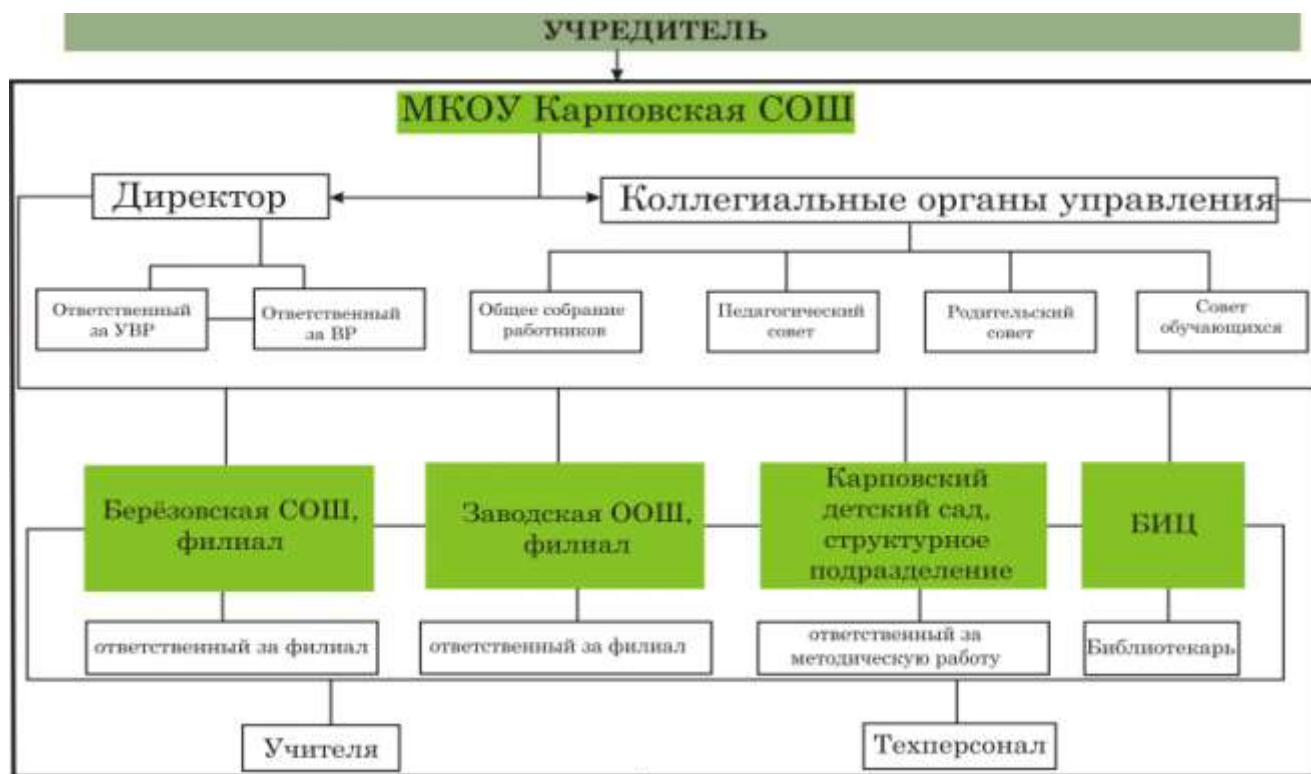 УЧРЕДИТЕЛЬ
МКОУ Карповская СОШ
Директор
Коллегиальные органы управления
Ответственный
за УВР
Ответственный
за ВР
Общее собрание
работников
Педагогический
совет
Родительский
совет
Совет
обучающихся
Берёзовская СОШ,
филиал
Заводская ООШ,
филиал
Карповский
детский сад,
структурное
подразделение
БИЦ
ответственный за филиал
ответственный за филиал
ответственный за
методическую работу
Библиотекарь
Учителя
Техперсонал